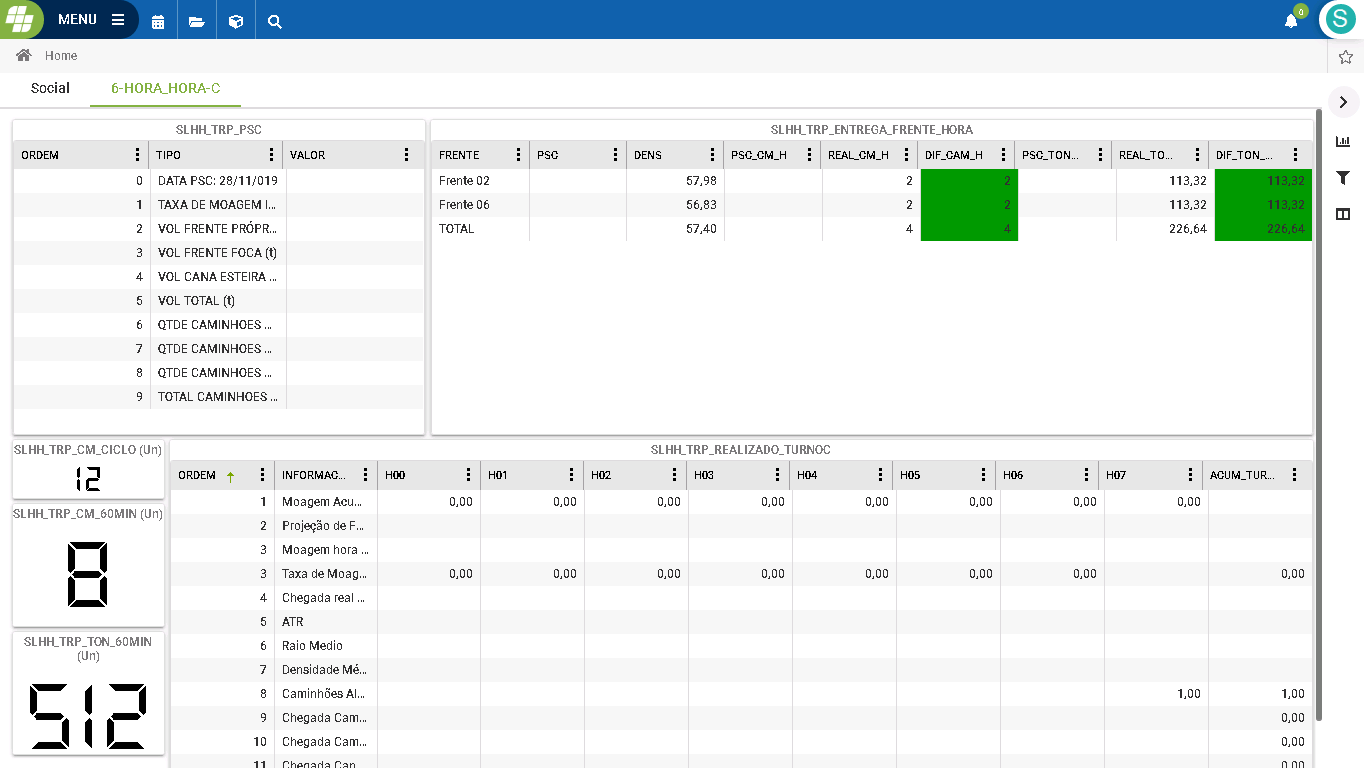 MENU
0
S
Home
Social 6-HORA_HORA-C
SLHH_TRP_PSC
ORDEM TIPO VALOR
0 DATA PSC: 28/11/019
1 TAXA DE MOAGEM I...
2 VOL FRENTE PRÓPR...
3 VOL FRENTE FOCA (t)
4 VOL CANA ESTEIRA ...
5 VOL TOTAL (t)
6 QTDE CAMINHOES ...
7 QTDE CAMINHOES ...
8 QTDE CAMINHOES ...
9 TOTAL CAMINHOES ...
SLHH_TRP_ENTREGA_FRENTE_HORA
FRENTE PSC DENS PSC_CM_H REAL_CM_H DIF_CAM_H PSC_TON... REAL_TO... DIF_TON_...
Frente 02 57,98 2 2 113,32 113,32
Frente 06 56,83 2 2 113,32 113,32
TOTAL 57,40 4 4 226,64 226,64
SLHH_TRP_CM_CICLO (Un)
12
SLHH_TRP_CM_60MIN (Un)
8
SLHH_TRP_TON_60MIN
(Un)
512
SLHH_TRP_REALIZADO_TURNOC
ORDEM INFORMAC... H00 H01 H02 H03 H04 H05 H06 H07 ACUM_TUR...
1 Moagem Acu... 0,00 0,00 0,00 0,00 0,00 0,00 0,00 0,00
2 Projeção de F...
3 Moagem hora ...
3 Taxa de Moag... 0,00 0,00 0,00 0,00 0,00 0,00 0,00 0,00
4 Chegada real ...
5 ATR
6 Raio Medio
7 Densidade Mé...
8 Caminhões Al... 1,00 1,00
9 Chegada Cam... 0,00
10 Chegada Cam... 0,00
11 Chegada Can... 0,00